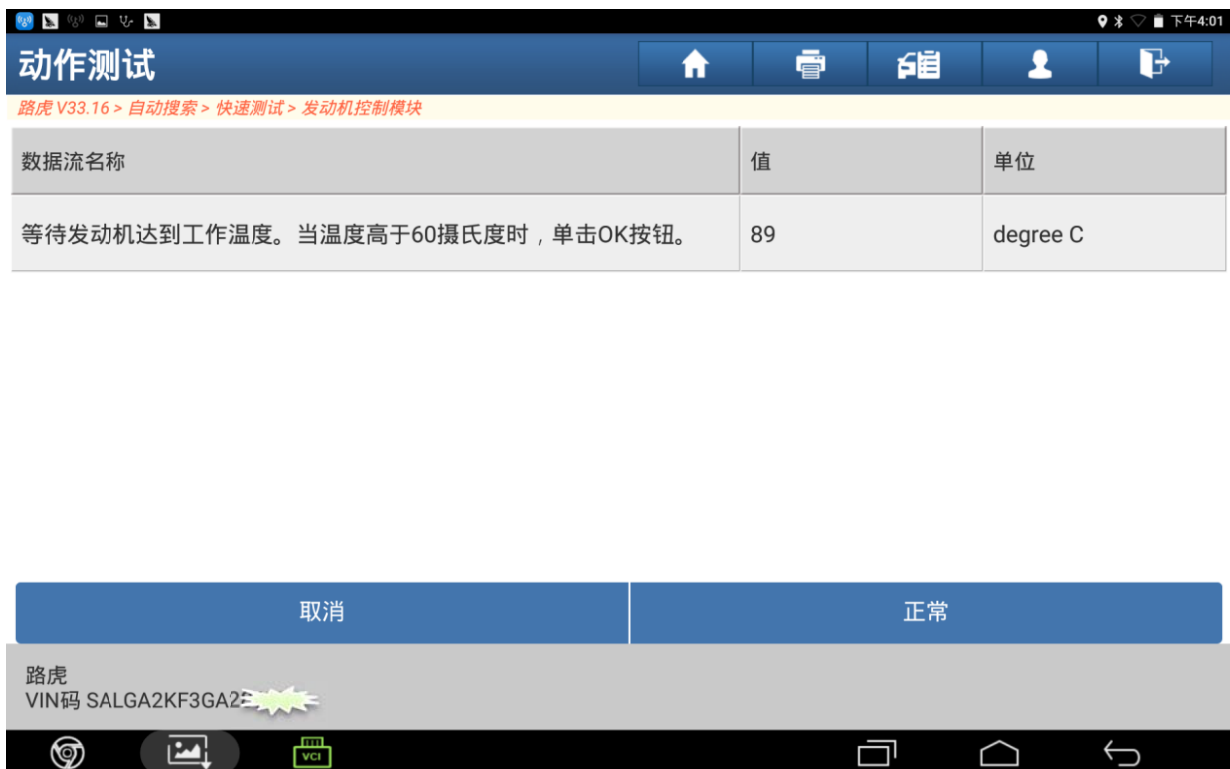 下午4:01
动作测试
路虎 V33.16 > 自动搜索 > 快速测试 > 发动机控制模块
数据流名称 值 单位
等待发动机达到工作温度。当温度高于60摄氏度时，单击OK按钮。 89 degree C
取消 正常
路虎
VIN码 SALGA2KF3GA2
VCI